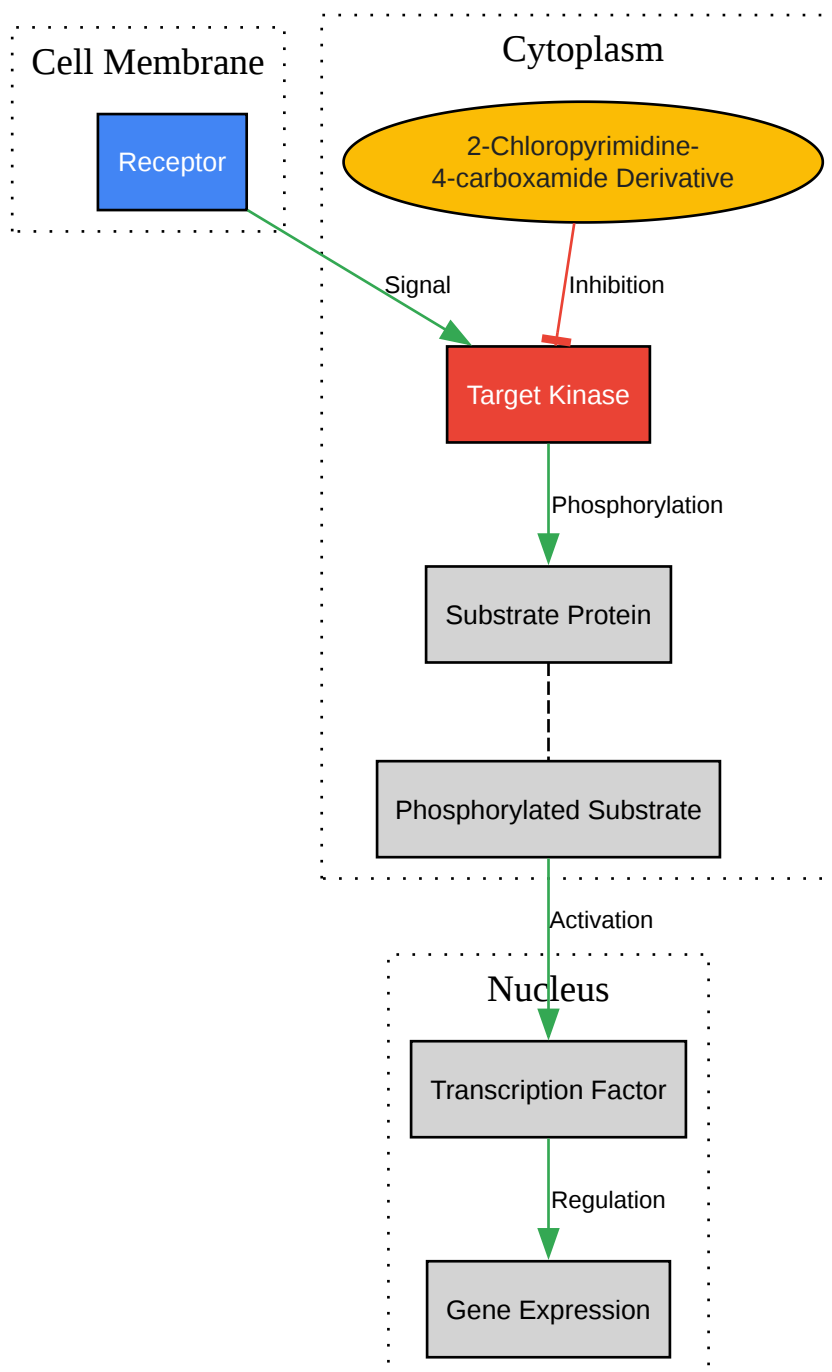 Cell Membrane
Cytoplasm
Receptor
2-Chloropyrimidine-
4-carboxamide Derivative
Signal
Inhibition
Target Kinase
Phosphorylation
Substrate Protein
Phosphorylated Substrate
Activation
Nucleus
Transcription Factor
Regulation
Gene Expression